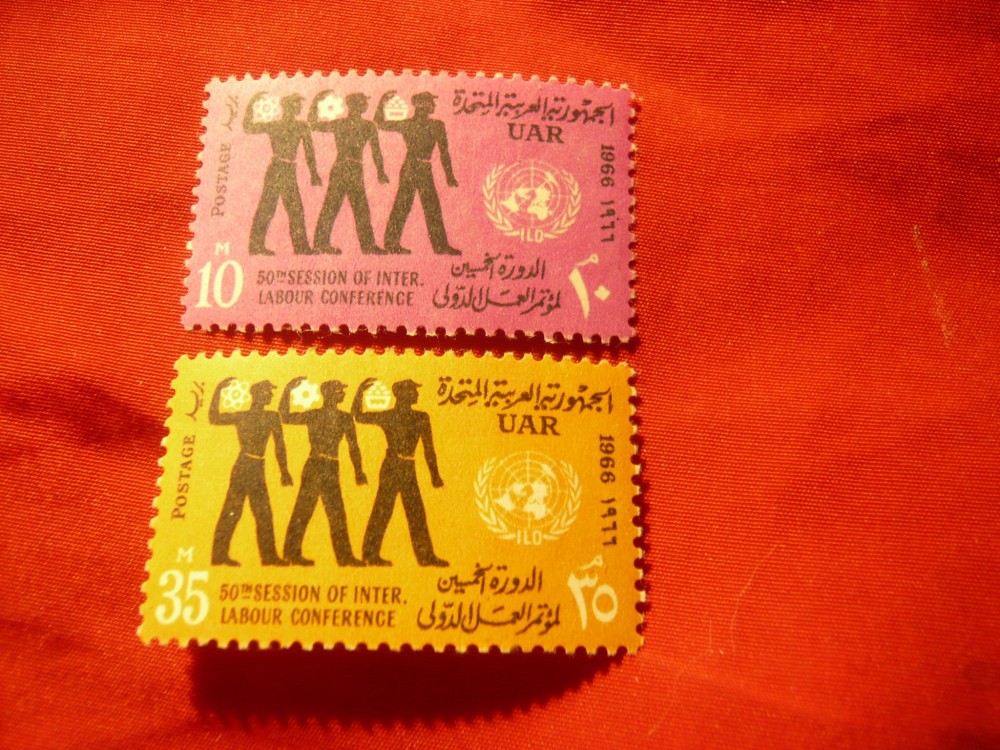 بريد
POSTAGE
الجمهورية العربية المتحدة
UAR
1966 ١٩٦٦
ILO
M
10
50TH SESSION OF INTER.
LABOUR CONFERENCE
الدورة الخمسين
لمؤتمر العمل الدولى
م
١٠
بريد
POSTAGE
الجمهورية العربية المتحدة
UAR
1966 ١٩٦٦
ILO
M
35
50TH SESSION OF INTER.
LABOUR CONFERENCE
الدورة الخمسين
لمؤتمر العمل الدولى
م
٣٥